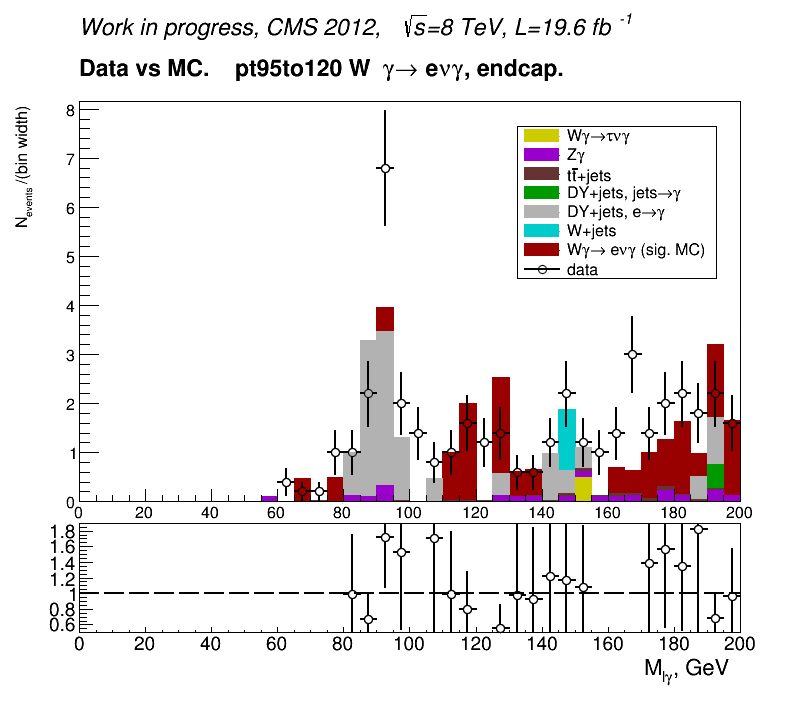 Work in progress, CMS 2012, √s=8 TeV, L=19.6 fb -1
Data vs MC. pt95to120 W γ→ eνγ, endcap.
N events /(bin width)
8
7
6
5
4
3
2
1
0
Wγ→τνγ
Zγ
tt̄+jets
DY+jets, jets→γ
DY+jets, e→γ
W+jets
Wγ→ eνγ (sig. MC)
data
0 20 40 60 80 100 120 140 160 180 200
1.8
1.6
1.4
1.2
1
0.8
0.6
0 20 40 60 80 100 120 140 160 180 200
M lγ, GeV